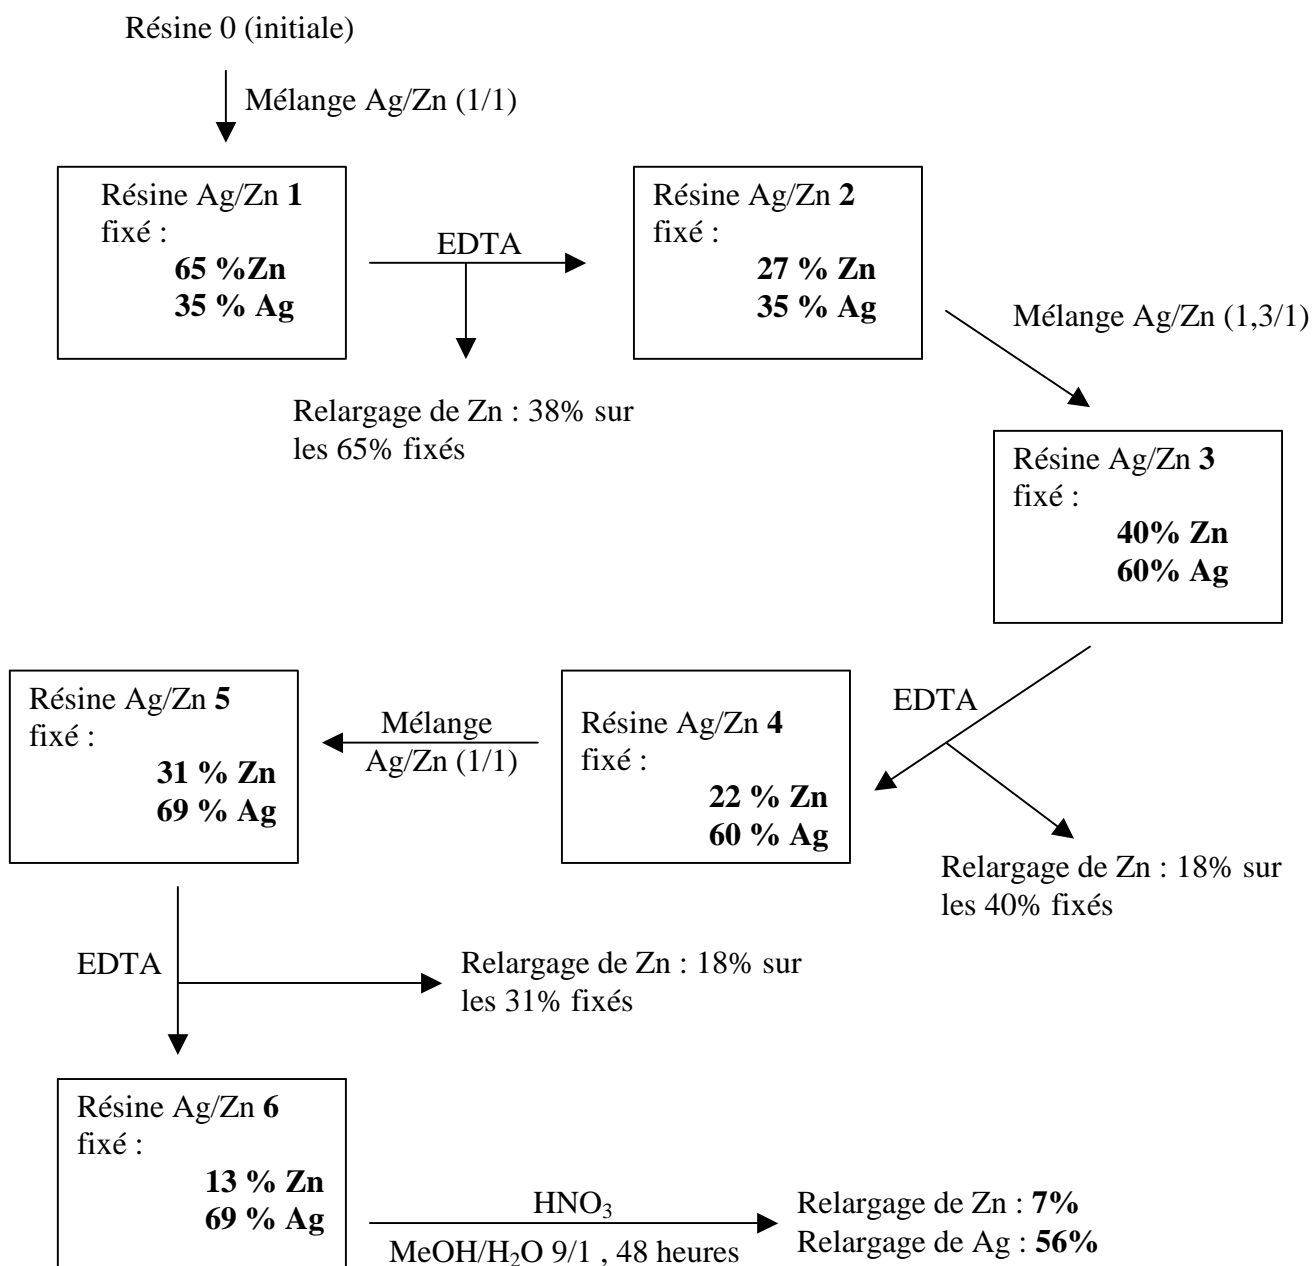 Résine 0 (initiale)
Mélange Ag/Zn (1/1)
Résine Ag/Zn 1
fixé :
65 %Zn
35 % Ag
EDTA
Résine Ag/Zn 2
fixé :
27 % Zn
35 % Ag
Relargage de Zn : 38% sur
les 65% fixés
Mélange Ag/Zn (1,3/1)
Résine Ag/Zn 3
fixé :
40% Zn
60% Ag
EDTA
Relargage de Zn : 18% sur
les 40% fixés
Résine Ag/Zn 4
fixé :
22 % Zn
60 % Ag
Mélange
Ag/Zn (1/1)
Résine Ag/Zn 5
fixé :
31 % Zn
69 % Ag
EDTA
Relargage de Zn : 18% sur
les 31% fixés
Résine Ag/Zn 6
fixé :
13 % Zn
69 % Ag
HNO₃
MeOH/H₂O 9/1 , 48 heures
Relargage de Zn : 7%
Relargage de Ag : 56%